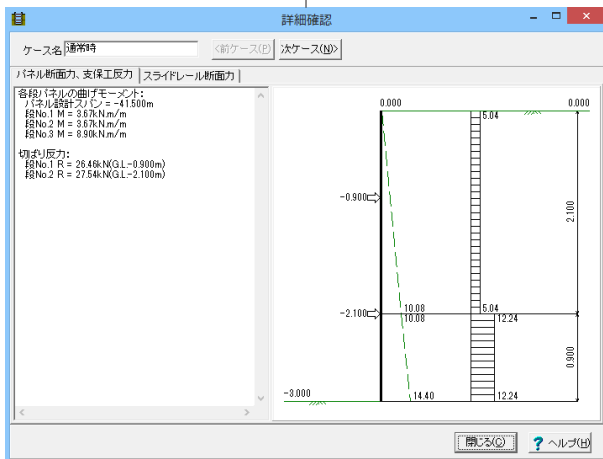 詳細確認
ケース名 通常時 <前ケース(P) 次ケース(N)>
パネル断面力、支保工反力 スライドレール断面力
各段パネルの曲げモーメント:
パネル設計スパン = -41.500m
段No.1 M = 3.67kN.m/m
段No.2 M = 3.67kN.m/m
段No.3 M = 8.90kN.m/m
切ばり反力:
段No.1 R = 26.46kN(G.L-0.900m)
段No.2 R = 27.54kN(G.L-2.100m)
0.000 0.000
5.04
-0.900
2.100
-2.100 10.08 5.04
10.08 12.24
0.900
-3.000 14.40 12.24
閉じる(C) ? ヘルプ(H)